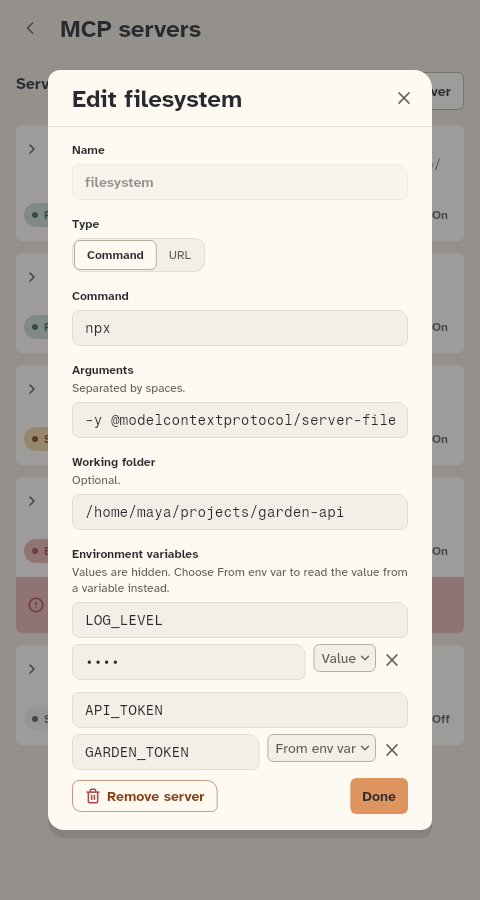 MCP servers
Serv
ver
Edit filesystem
/
Name
filesystem
Type
Command URL
On
Command
npx
On
Arguments
Separated by spaces.
-y @modelcontextprotocol/server-file
On
Working folder
Optional.
/home/maya/projects/garden-api
Environment variables
On
Values are hidden. Choose From env var to read the value from
a variable instead.
LOG_LEVEL
•••• Value
API_TOKEN
Off
GARDEN_TOKEN From env var
Remove server Done